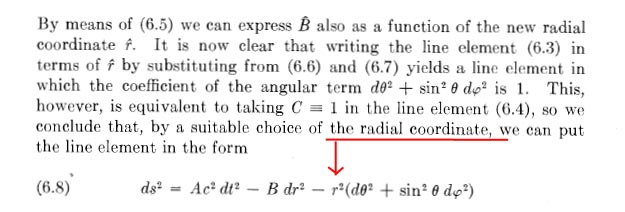 By means of (6.5) we can express B̂ also as a function of the new radial
coordinate r̂. It is now clear that writing the line element (6.3) in
terms of r̂ by substituting from (6.6) and (6.7) yields a line element in
which the coefficient of the angular term dθ² + sin² θ dφ² is 1. This,
however, is equivalent to taking C ≡ 1 in the line element (6.4), so we
conclude that, by a suitable choice of the radial coordinate, we can put
the line element in the form
(6.8) ds² = Ac² dt² − B dr² − r²(dθ² + sin² θ dφ²)